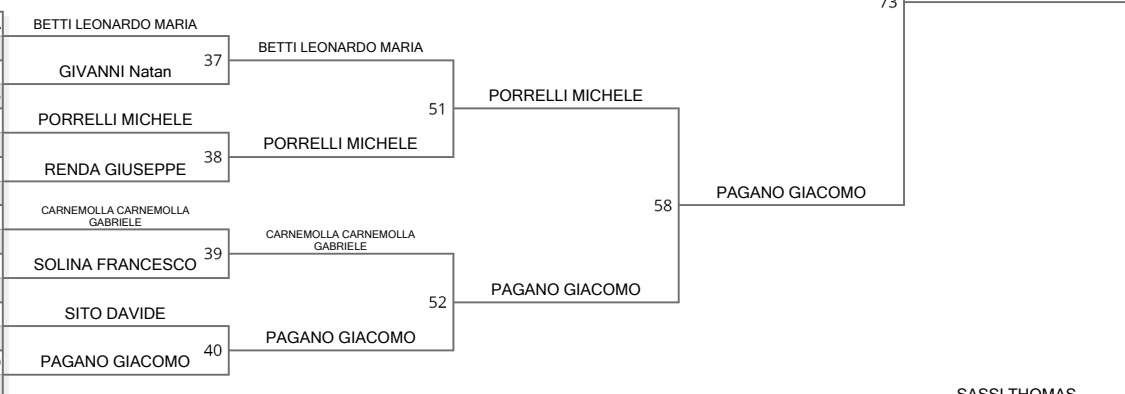 73
BETTI LEONARDO MARIA
37
GIVANNI Natan
BETTI LEONARDO MARIA
51
PORRELLI MICHELE
38
RENDA GIUSEPPE
PORRELLI MICHELE
PORRELLI MICHELE
58
PAGANO GIACOMO
CARNEMOLLA CARNEMOLLA
GABRIELE
39
SOLINA FRANCESCO
CARNEMOLLA CARNEMOLLA
GABRIELE
52
PAGANO GIACOMO
SITO DAVIDE
40
PAGANO GIACOMO
PAGANO GIACOMO
SASSI THOMAS